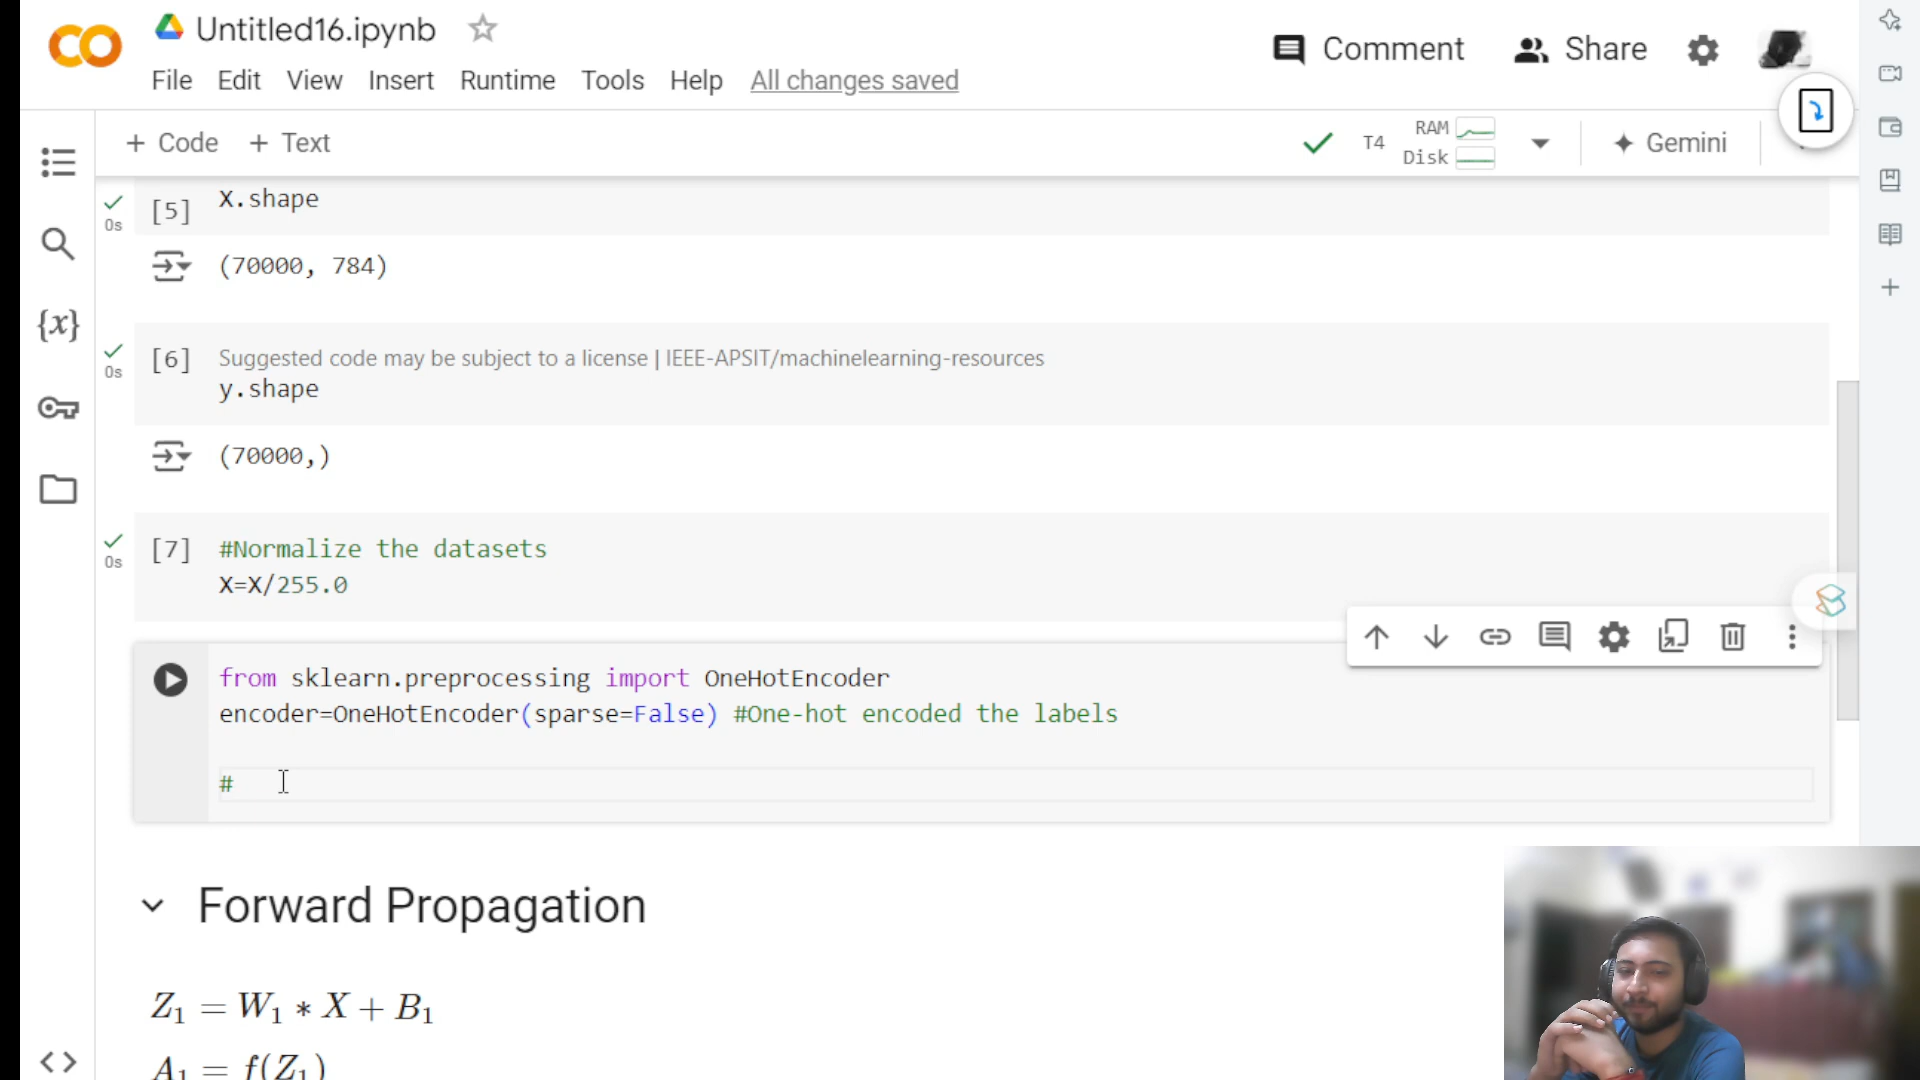 Untitled16.ipynb
Comment
Share
File Edit View Insert Runtime Tools Help All changes saved
+ Code + Text
T4
RAM
Disk
Gemini
0s
[5] X.shape
(70000, 784)
0s
[6] Suggested code may be subject to a license | IEEE-APSIT/machinelearning-resources
y.shape
(70000,)
0s
[7] #Normalize the datasets
X=X/255.0
from sklearn.preprocessing import OneHotEncoder
encoder=OneHotEncoder(sparse=False) #One-hot encoded the labels
#
Forward Propagation
Z₁ = W₁ * X + B₁
A₁ = f(Z₁)